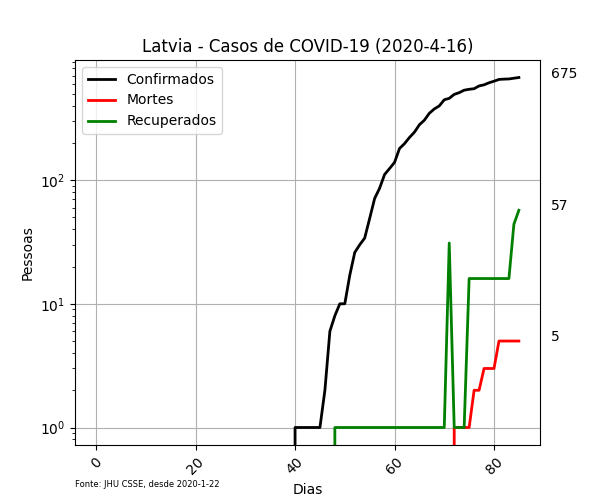 Latvia - Casos de COVID-19 (2020-4-16)
Confirmados
Mortes
Recuperados
675
57
5
Pessoas
10²
10¹
10⁰
0 20 40 60 80
Dias
Fonte: JHU CSSE, desde 2020-1-22